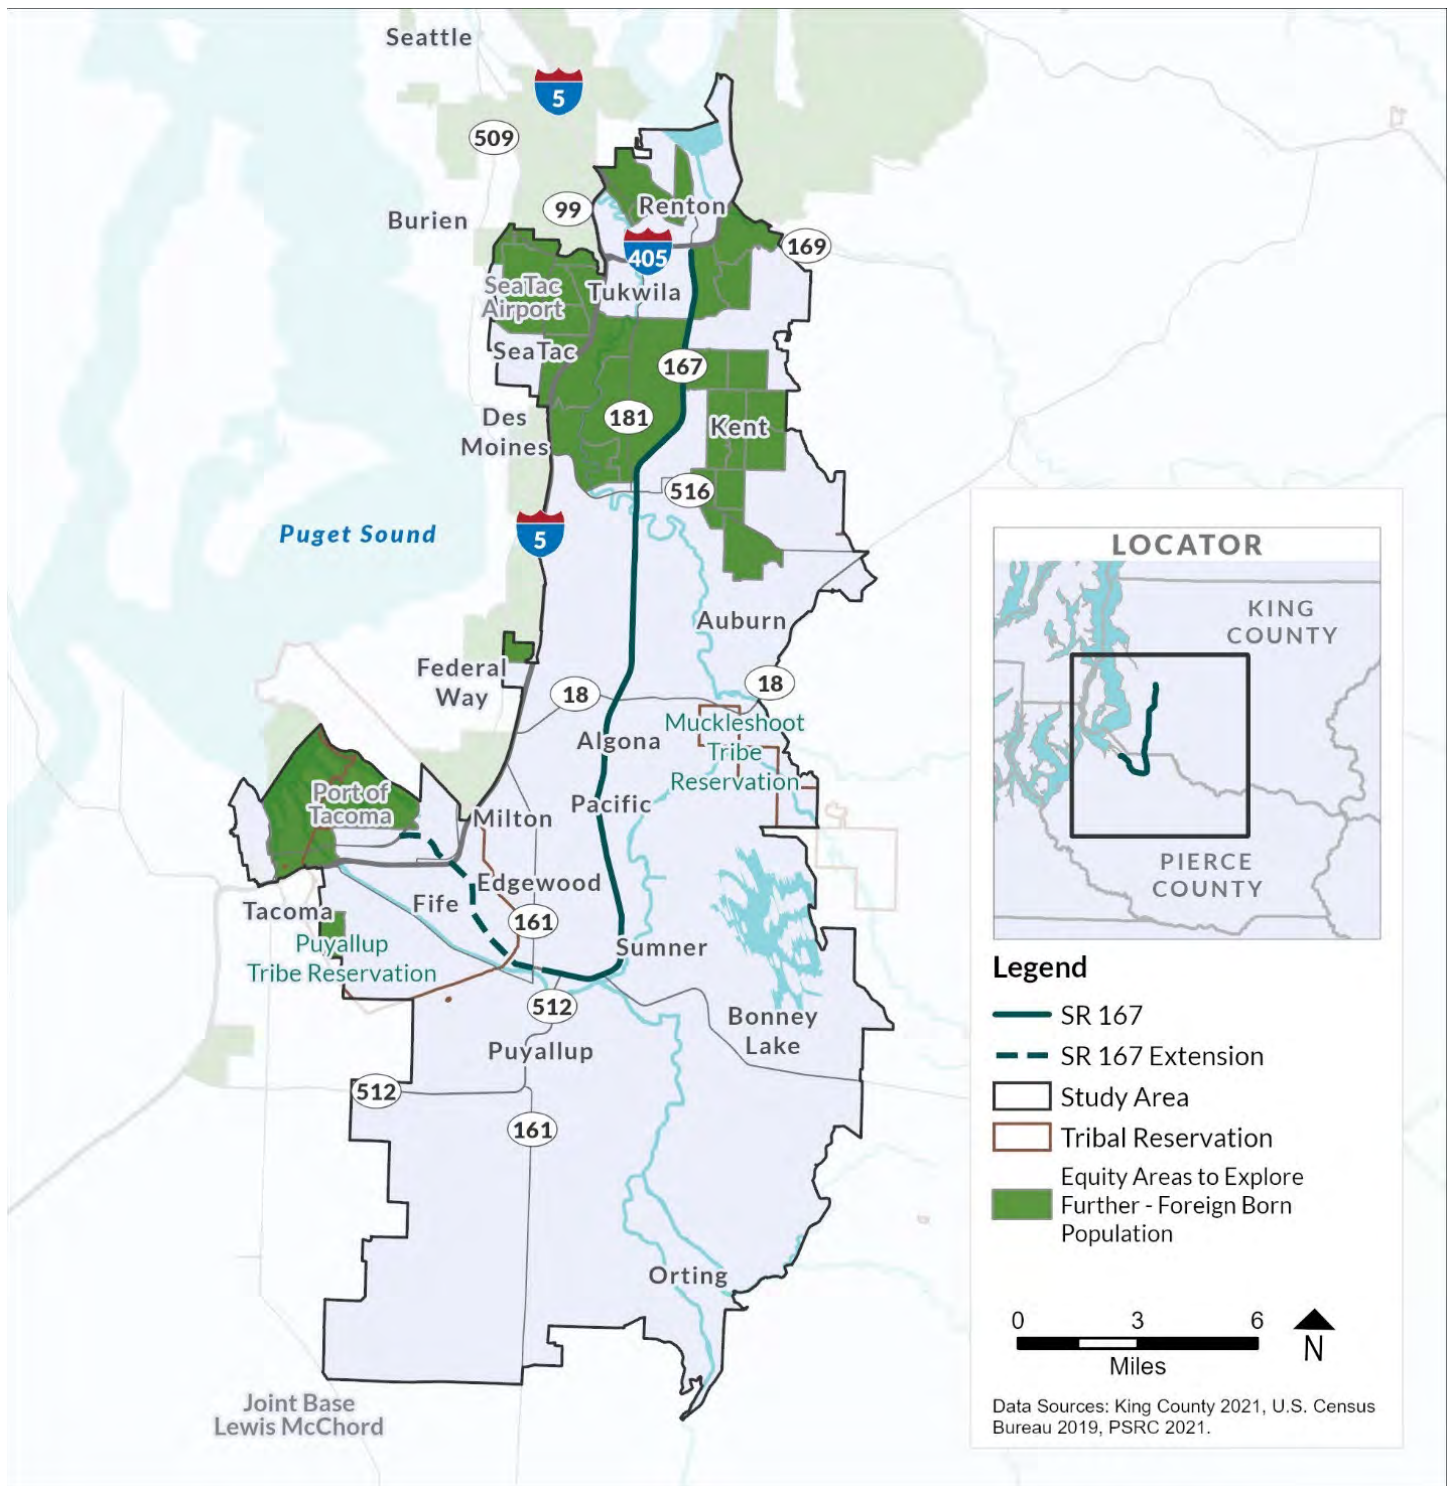 Seattle
5
509
99
Renton
Burien
405
169
SeaTac
Airport
Tukwila
SeaTac
167
181
Des
Moines
Kent
516
Puget Sound
5
Auburn
Federal
Way
18
18
Muckleshoot
Tribe
Reservation
Algona
Port of
Tacoma
Pacific
Milton
Edgewood
Fife
Tacoma
161
Puyallup
Tribe Reservation
Sumner
512
Bonney
Lake
Puyallup
512
161
Orting
Joint Base
Lewis McChord
LOCATOR
KING
COUNTY
PIERCE
COUNTY
Legend
SR 167
SR 167 Extension
Study Area
Tribal Reservation
Equity Areas to Explore
Further - Foreign Born
Population
0 3 6
Miles
N
Data Sources: King County 2021, U.S. Census
Bureau 2019, PSRC 2021.